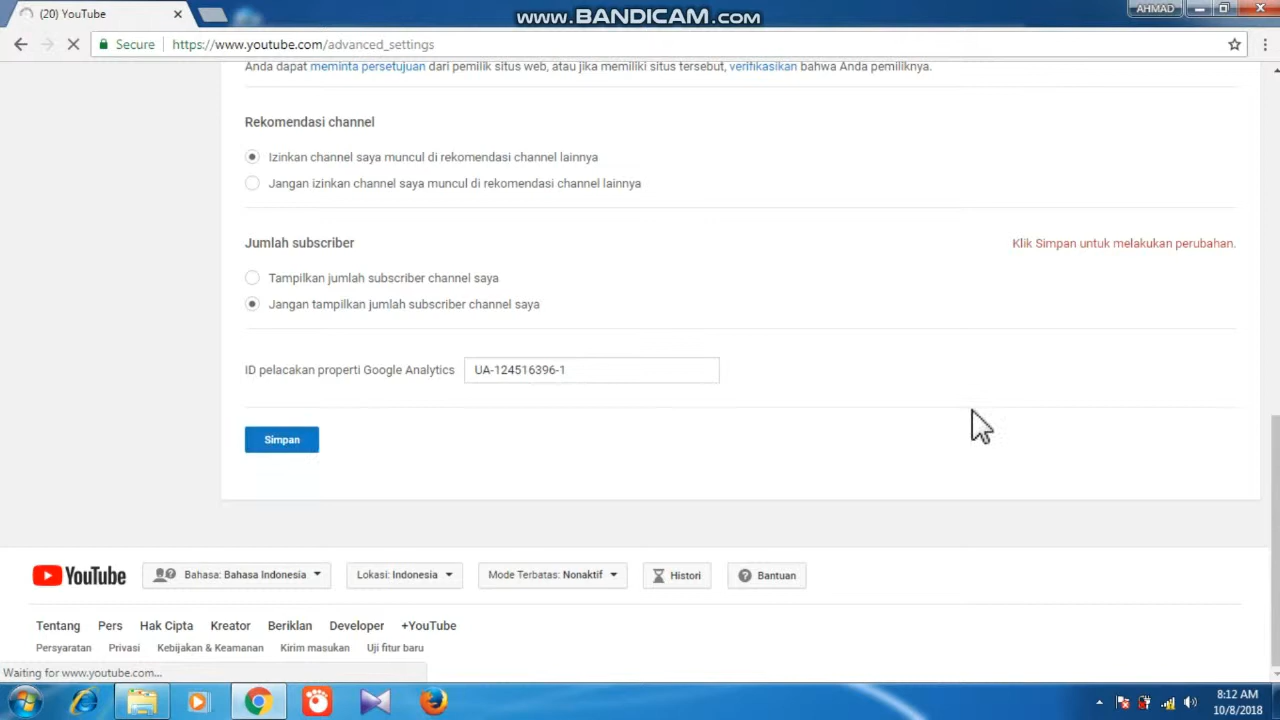 (20) YouTube
www.BANDICAM.com
AHMAD
Secure
https://www.youtube.com/advanced_settings
Anda dapat meminta persetujuan dari pemilik situs web, atau jika memiliki situs tersebut, verifikasikan bahwa Anda pemiliknya.
Rekomendasi channel
Izinkan channel saya muncul di rekomendasi channel lainnya
Jangan izinkan channel saya muncul di rekomendasi channel lainnya
Jumlah subscriber
Klik Simpan untuk melakukan perubahan.
Tampilkan jumlah subscriber channel saya
Jangan tampilkan jumlah subscriber channel saya
ID pelacakan properti Google Analytics
UA-124516396-1
Simpan
YouTube
Bahasa: Bahasa Indonesia
Lokasi: Indonesia
Mode Terbatas: Nonaktif
Histori
Bantuan
Tentang Pers Hak Cipta Kreator Beriklan Developer +YouTube
Persyaratan Privasi Kebijakan & Keamanan Kirim masukan Uji fitur baru
Waiting for www.youtube.com...
8:12 AM
10/8/2018